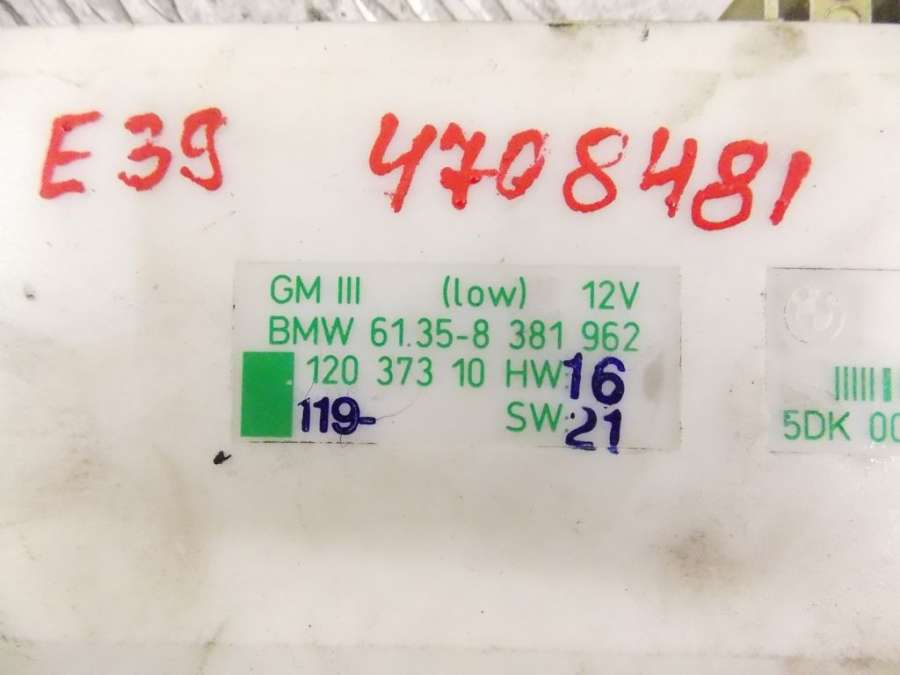 E39 4708481
GM III (low) 12V
BMW 61.35-8 381 962
120 373 10 HW: 16
119- SW: 21
5DK 00